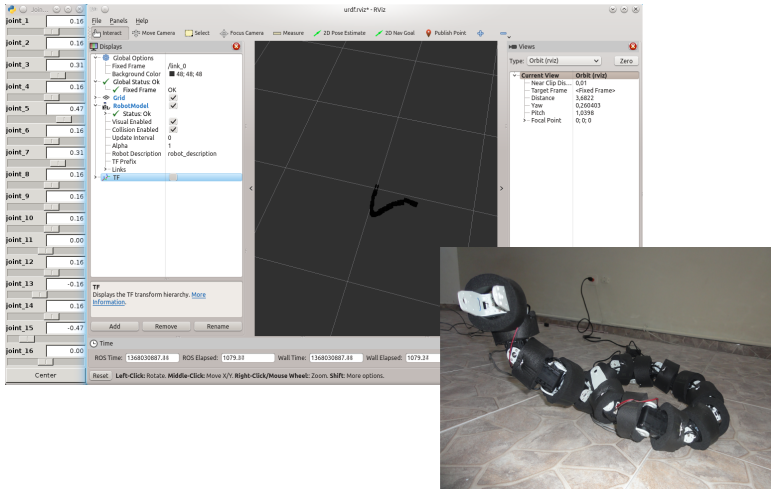 Join...
urdf.rviz* - RViz
joint_1 0.16
joint_2 0.16
joint_3 0.31
joint_4 0.16
joint_5 0.47
joint_6 0.16
joint_7 0.31
joint_8 0.16
joint_9 0.16
joint_10 0.16
joint_11 0.00
joint_12 0.16
joint_13 -0.16
joint_14 0.16
joint_15 -0.47
joint_16 0.00
Center
File Panels Help
Interact Move Camera Select Focus Camera Measure 2D Pose Estimate 2D Nav Goal Publish Point
Displays
Global Options
Fixed Frame /link_0
Background Color 48; 48; 48
Global Status: Ok
Fixed Frame OK
Grid
RobotModel
Status: Ok
Visual Enabled
Collision Enabled
Update Interval 0
Alpha 1
Robot Description robot_description
TF Prefix
Links
TF
TF
Displays the TF transform hierarchy. More
Information.
Add Remove Rename
Views
Type: Orbit (rviz) Zero
Current View Orbit (rviz)
Near Clip Dis... 0,01
Target Frame <Fixed Frame>
Distance 3,6822
Yaw 0,260403
Pitch 1,0398
Focal Point 0; 0; 0
Time
ROS Time: 1368030887.88 ROS Elapsed: 1079.28 Wall Time: 1368030887.88 Wall Elapsed: 1079.28
Reset Left-Click: Rotate. Middle-Click: Move X/Y. Right-Click/Mouse Wheel: Zoom. Shift: More options.